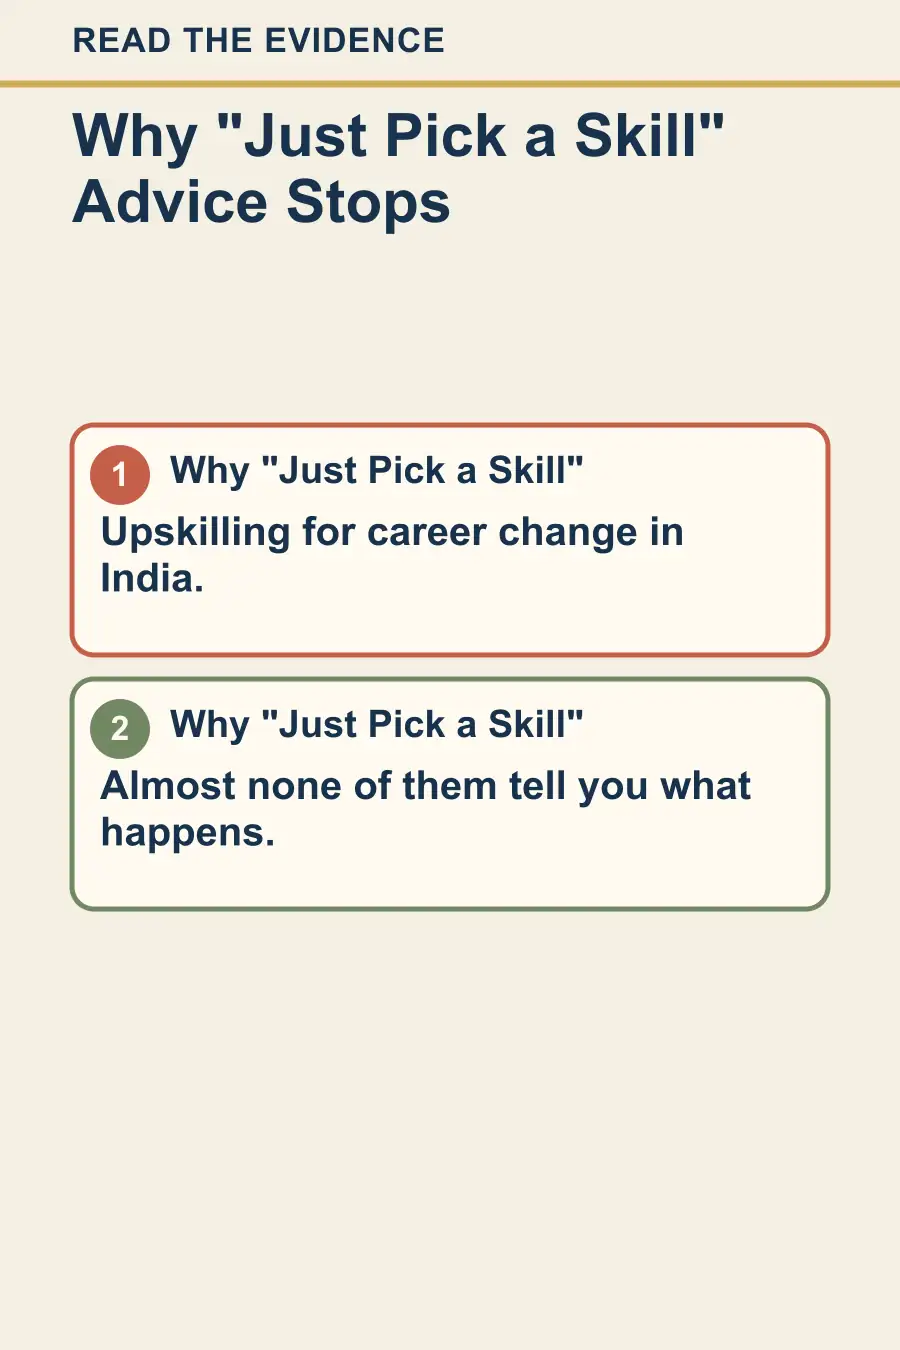 READ THE EVIDENCE
Why "Just Pick a Skill"
Advice Stops
1
Why "Just Pick a Skill"
Upskilling for career change in
India.
2
Why "Just Pick a Skill"
Almost none of them tell you what
happens.